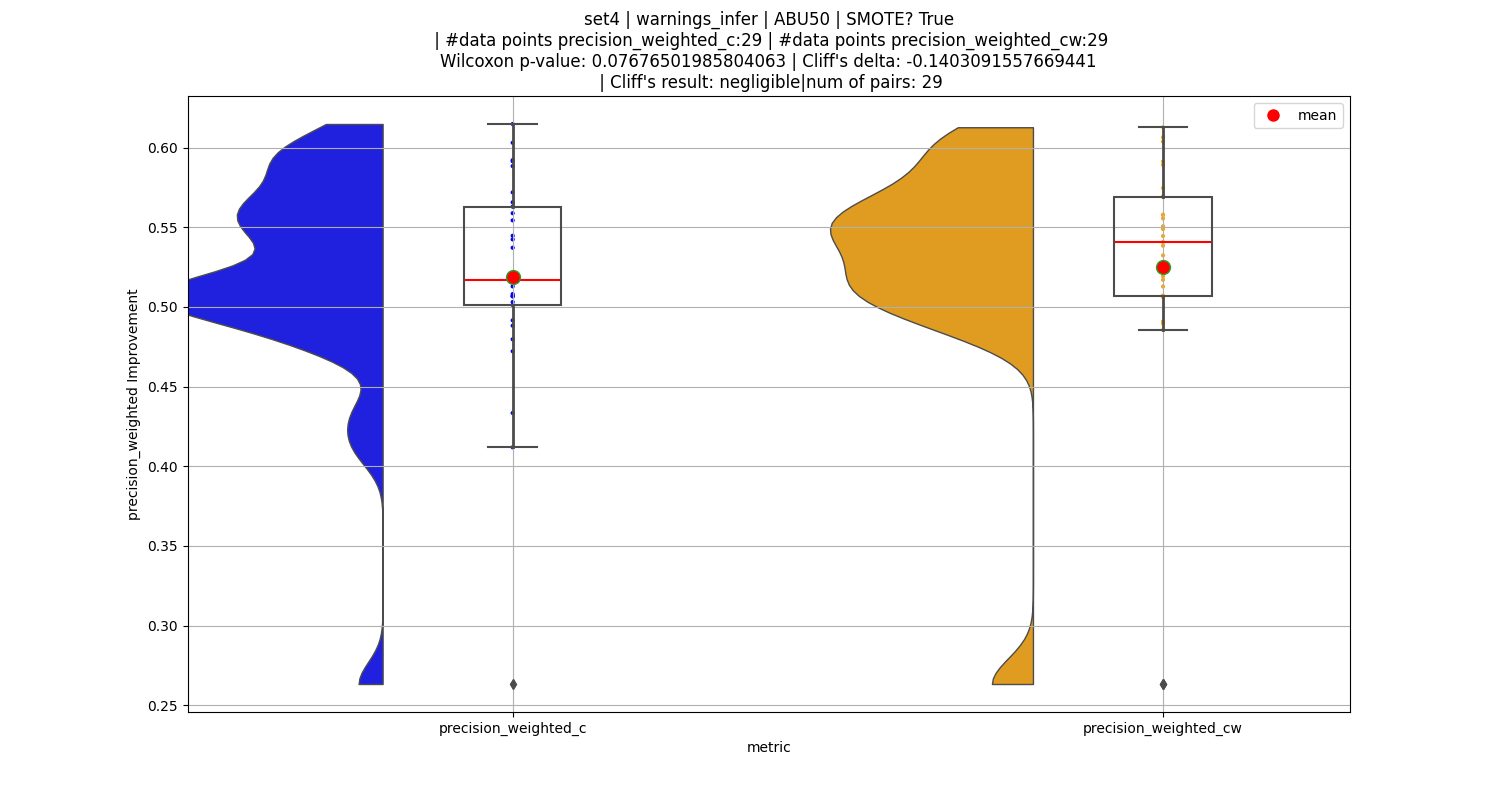 set4 | warnings_infer | ABU50 | SMOTE? True
| #data points precision_weighted_c:29 | #data points precision_weighted_cw:29
Wilcoxon p-value: 0.07676501985804063 | Cliff's delta: -0.1403091557669441
| Cliff's result: negligible|num of pairs: 29
mean
0.60
0.55
0.50
0.45
0.40
0.35
0.30
0.25
precision_weighted Improvement
precision_weighted_c
precision_weighted_cw
metric